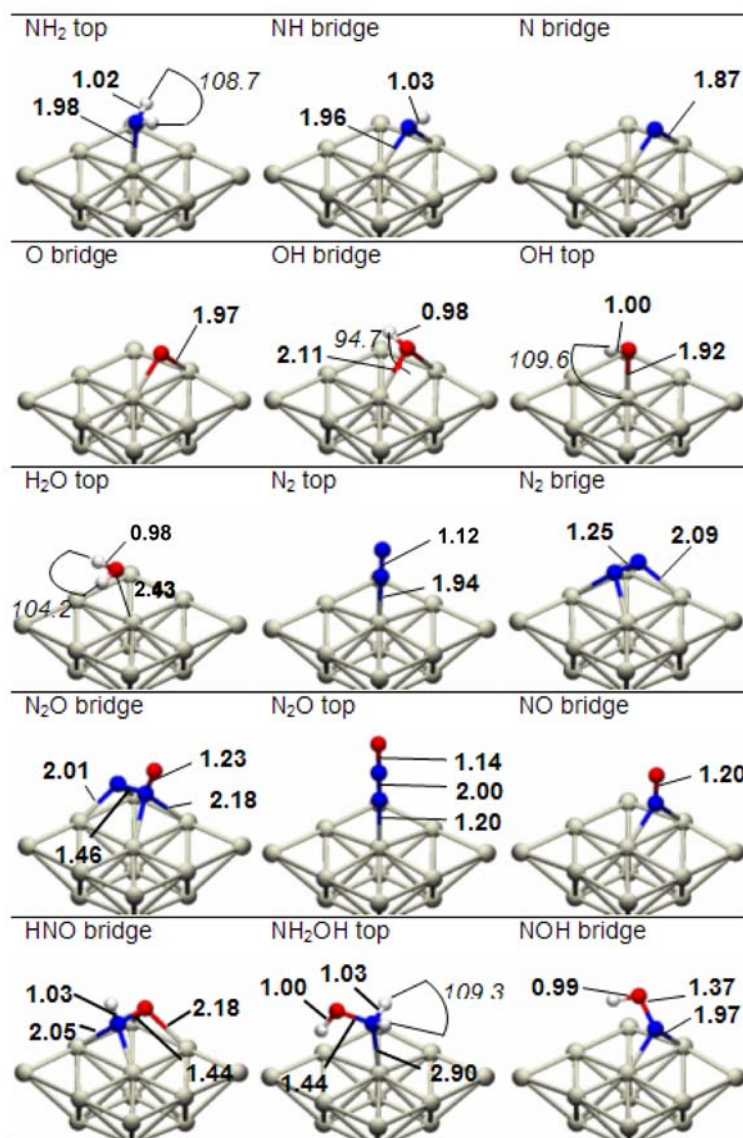 NH₂ top NH bridge N bridge
1.02 108.7 1.98
1.03 1.96
1.87
O bridge OH bridge OH top
1.97
0.98 94.7 2.11
1.00 109.6 1.92
H₂O top N₂ top N₂ brige
0.98 104.2
1.12 1.94
1.25 2.09
N₂O bridge N₂O top NO bridge
2.01 1.23 2.18 1.46
1.14 2.00 1.20
1.20
HNO bridge NH₂OH top NOH bridge
1.03 2.18 2.05 1.44
1.03 1.00 109.3 1.44 2.90
0.99 1.37 1.97